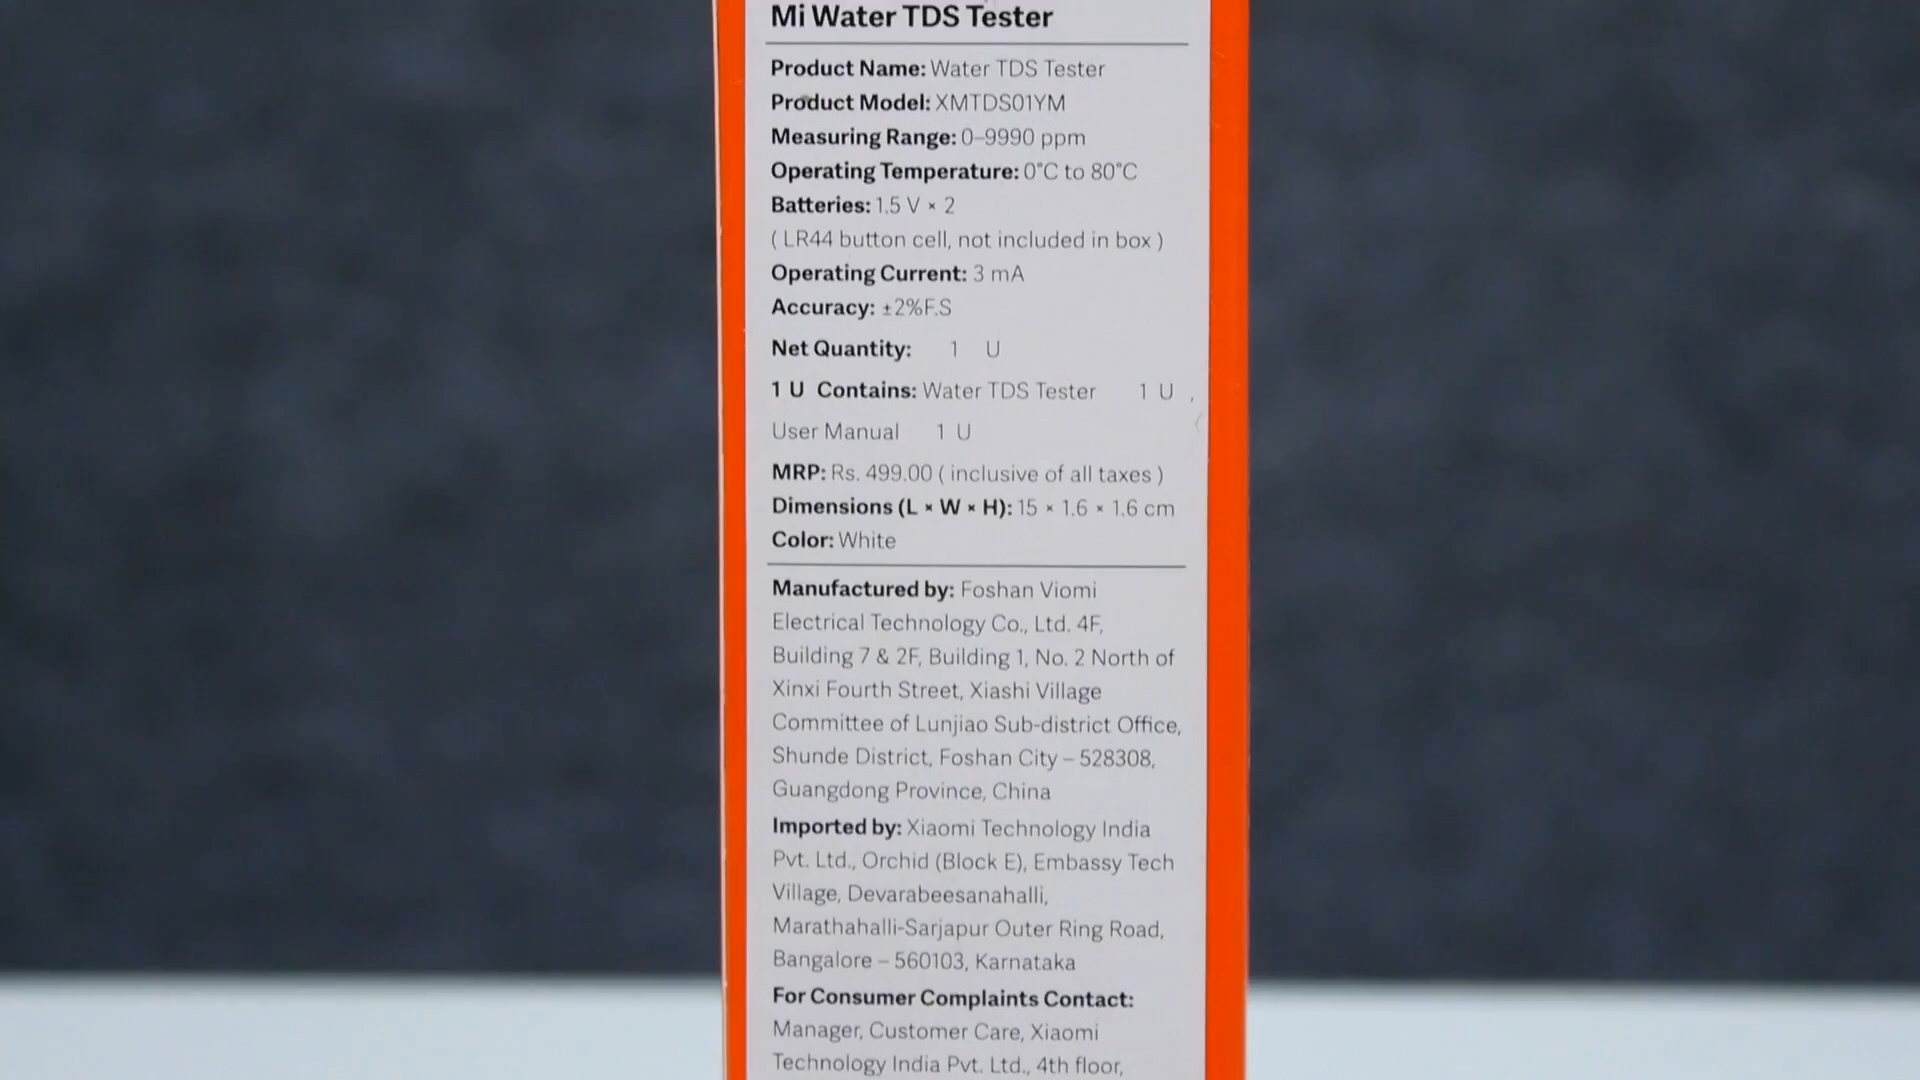 Mi Water TDS Tester
Product Name: Water TDS Tester
Product Model: XMTDS01YM
Measuring Range: 0–9990 ppm
Operating Temperature: 0°C to 80°C
Batteries: 1.5 V × 2
( LR44 button cell, not included in box )
Operating Current: 3 mA
Accuracy: ±2%F.S
Net Quantity: 1 U
1 U Contains: Water TDS Tester 1 U ,
User Manual 1 U
MRP: Rs. 499.00 ( inclusive of all taxes )
Dimensions (L × W × H): 15 × 1.6 × 1.6 cm
Color: White
Manufactured by: Foshan Viomi
Electrical Technology Co., Ltd. 4F,
Building 7 & 2F, Building 1, No. 2 North of
Xinxi Fourth Street, Xiashi Village
Committee of Lunjiao Sub-district Office,
Shunde District, Foshan City – 528308,
Guangdong Province, China
Imported by: Xiaomi Technology India
Pvt. Ltd., Orchid (Block E), Embassy Tech
Village, Devarabeesanahalli,
Marathahalli-Sarjapur Outer Ring Road,
Bangalore – 560103, Karnataka
For Consumer Complaints Contact:
Manager, Customer Care, Xiaomi
Technology India Pvt. Ltd., 4th floor,